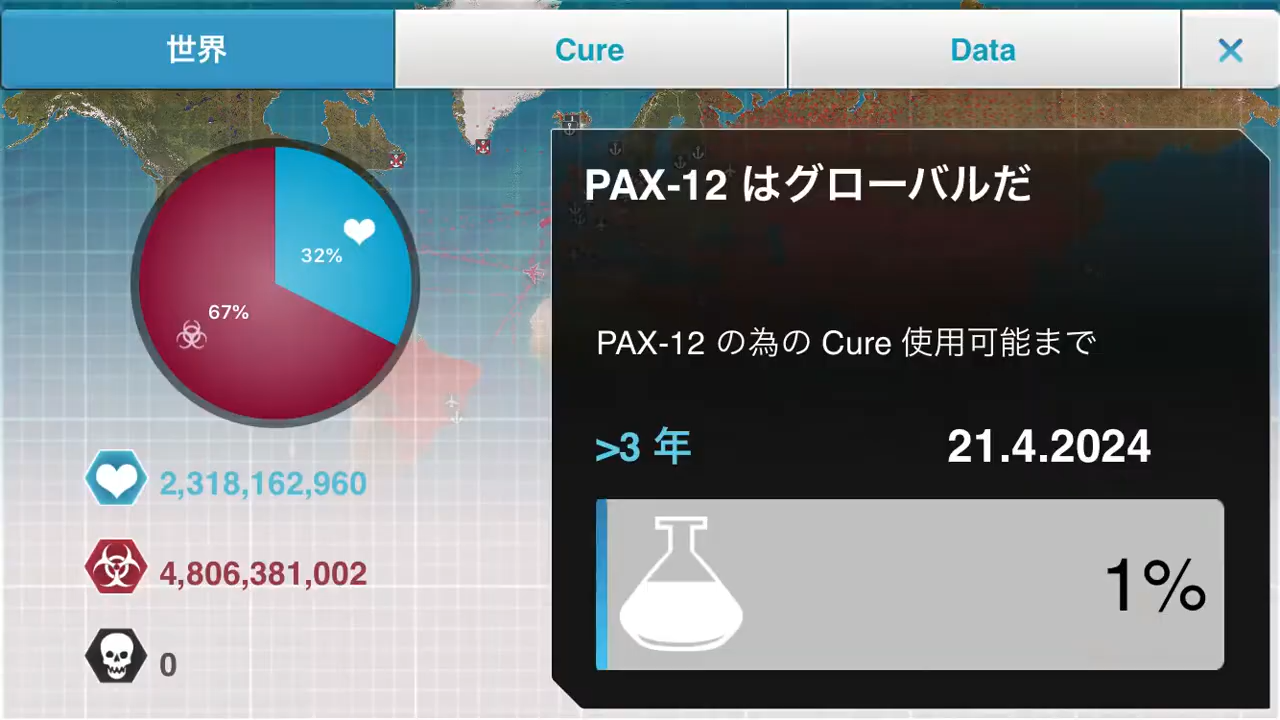 世界
Cure
Data
×
32%
67%
2,318,162,960
4,806,381,002
0
PAX-12 はグローバルだ
PAX-12 の為の Cure 使用可能まで
>3 年
21.4.2024
1%